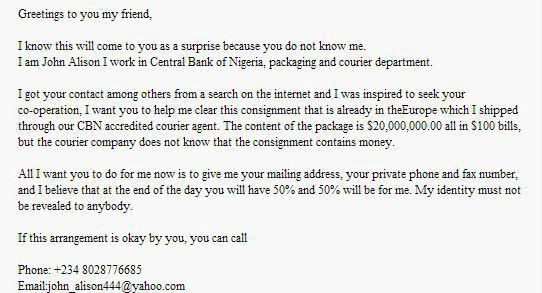 Greetings to you my friend,
I know this will come to you as a surprise because you do not know me.
I am John Alison I work in Central Bank of Nigeria, packaging and courier department.
I got your contact among others from a search on the internet and I was inspired to seek your
co-operation, I want you to help me clear this consignment that is already in theEurope which I shipped
through our CBN accredited courier agent. The content of the package is $20,000,000.00 all in $100 bills,
but the courier company does not know that the consignment contains money.
All I want you to do for me now is to give me your mailing address, your private phone and fax number,
and I believe that at the end of the day you will have 50% and 50% will be for me. My identity must not
be revealed to anybody.
If this arrangement is okay by you, you can call
Phone: +234 8028776685
Email:john_alison444@yahoo.com